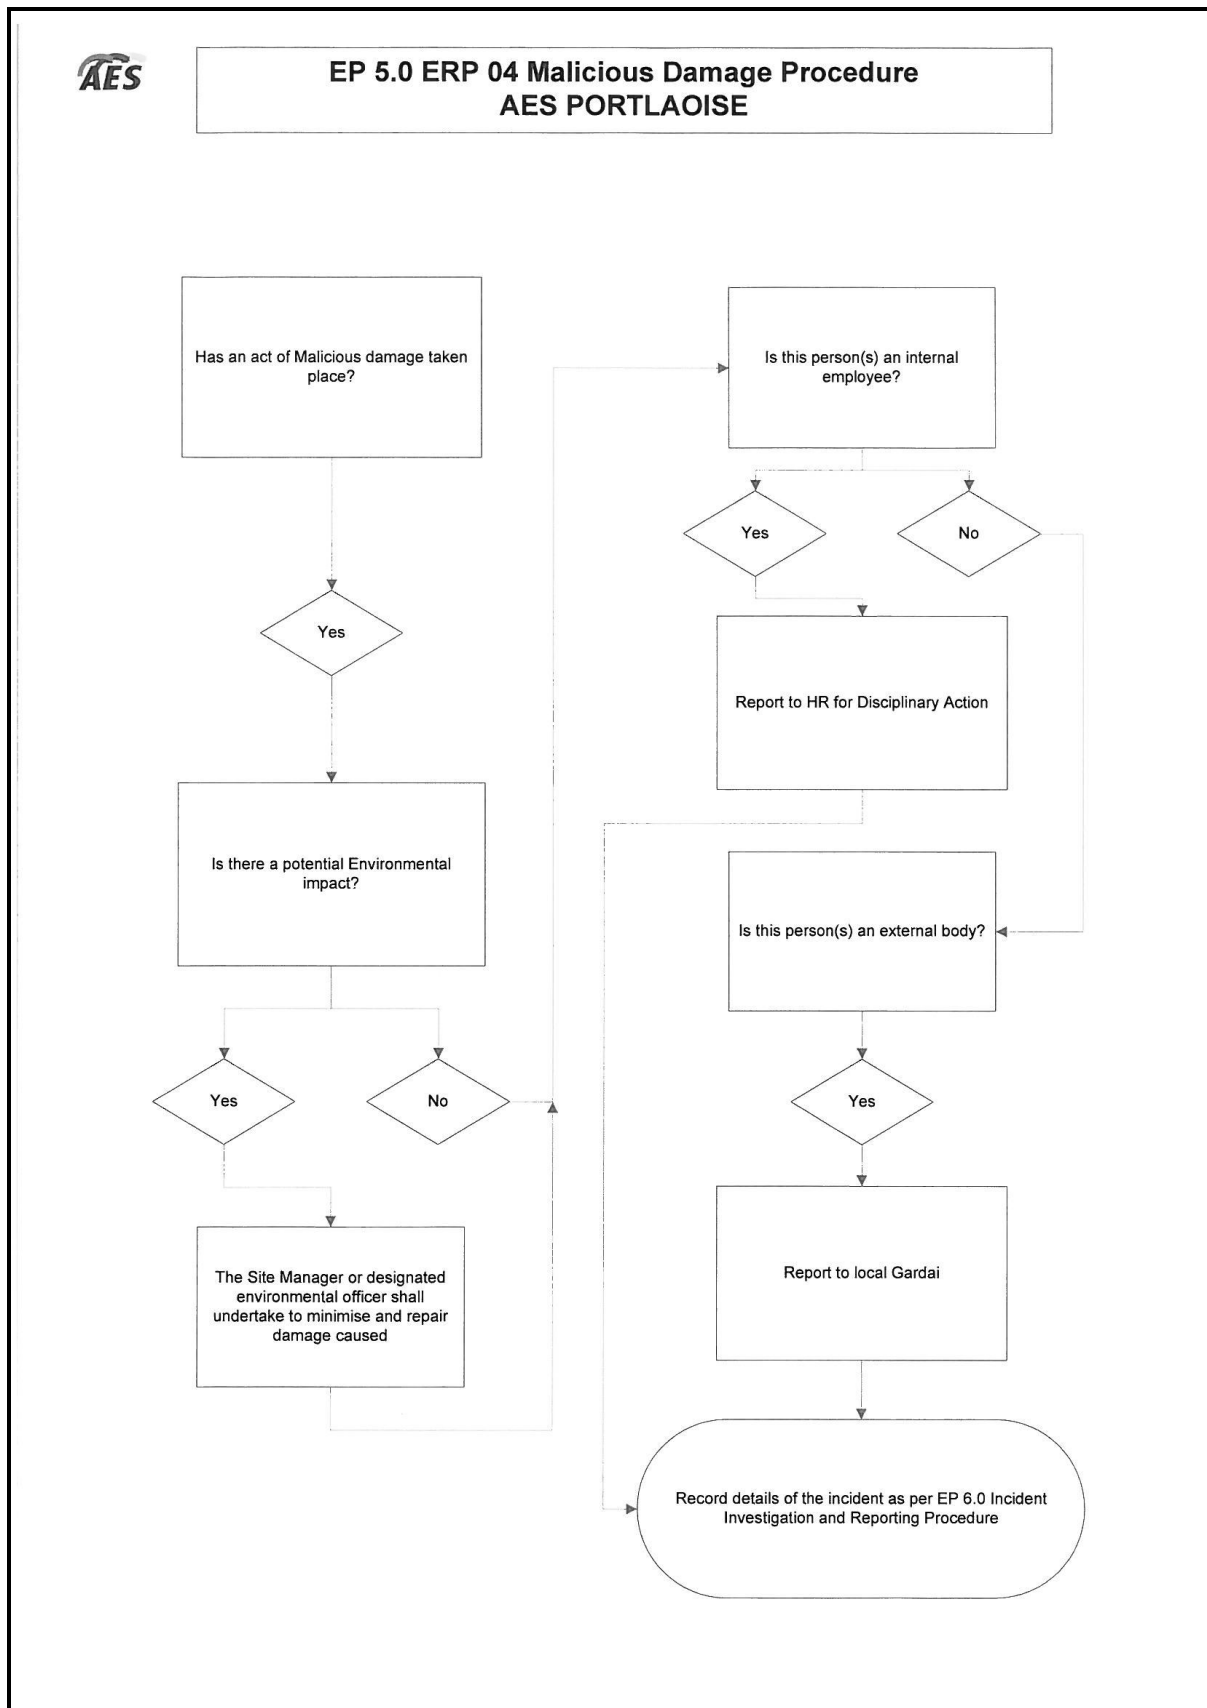 AES
EP 5.0 ERP 04 Malicious Damage Procedure
AES PORTLAOISE
Has an act of Malicious damage taken
place?
Yes
Is there a potential Environmental
impact?
Yes
No
The Site Manager or designated
environmental officer shall
undertake to minimise and repair
damage caused
Is this person(s) an internal
employee?
Yes
No
Report to HR for Disciplinary Action
Is this person(s) an external body?
Yes
Report to local Gardai
Record details of the incident as per EP 6.0 Incident
Investigation and Reporting Procedure